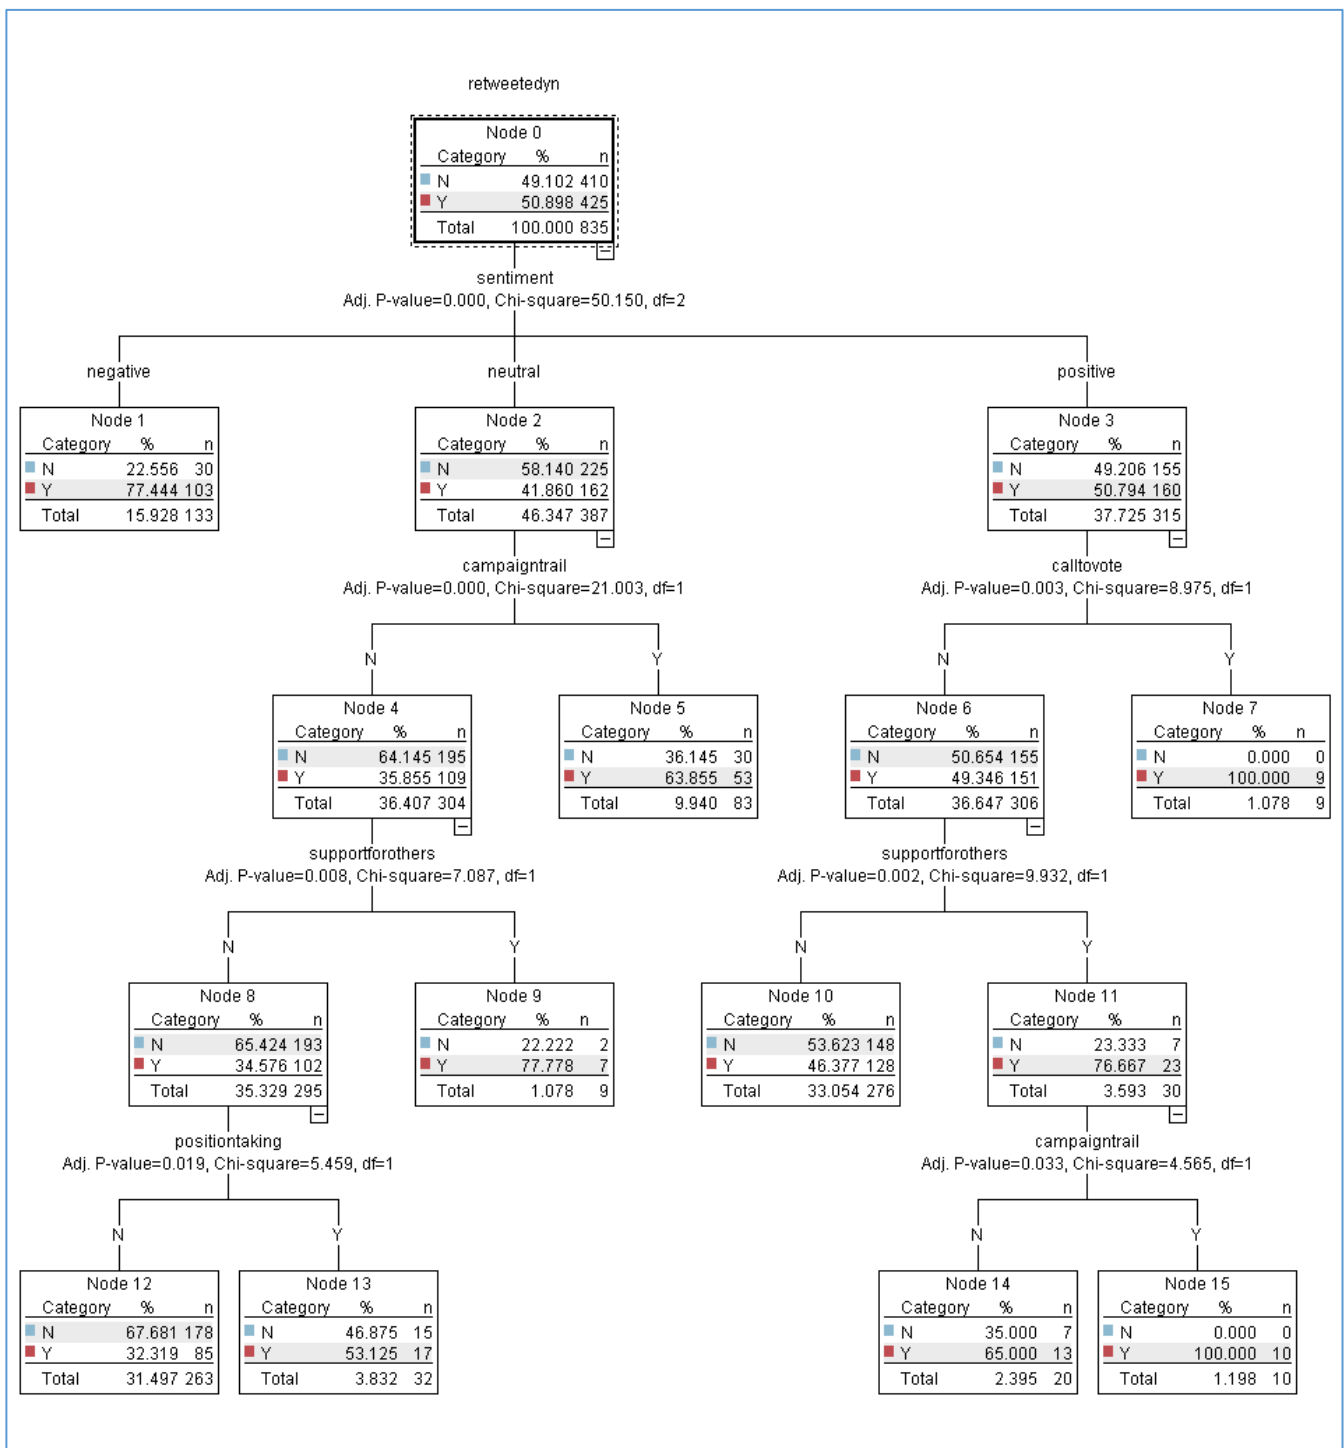 retweetedyn
Node 0
Category % n
N 49.102 410
Y 50.898 425
Total 100.000 835
sentiment
Adj. P-value=0.000, Chi-square=50.150, df=2
negative
neutral
positive
Node 1
Category % n
N 22.556 30
Y 77.444 103
Total 15.928 133
Node 2
Category % n
N 58.140 225
Y 41.860 162
Total 46.347 387
Node 3
Category % n
N 49.206 155
Y 50.794 160
Total 37.725 315
campaigntrail
Adj. P-value=0.000, Chi-square=21.003, df=1
calltovote
Adj. P-value=0.003, Chi-square=8.975, df=1
N
Y
N
Y
Node 4
Category % n
N 64.145 195
Y 35.855 109
Total 36.407 304
Node 5
Category % n
N 36.145 30
Y 63.855 53
Total 9.940 83
Node 6
Category % n
N 50.654 155
Y 49.346 151
Total 36.647 306
Node 7
Category % n
N 0.000 0
Y 100.000 9
Total 1.078 9
supportforothers
Adj. P-value=0.008, Chi-square=7.087, df=1
supportforothers
Adj. P-value=0.002, Chi-square=9.932, df=1
N
Y
N
Y
Node 8
Category % n
N 65.424 193
Y 34.576 102
Total 35.329 295
Node 9
Category % n
N 22.222 2
Y 77.778 7
Total 1.078 9
Node 10
Category % n
N 53.623 148
Y 46.377 128
Total 33.054 276
Node 11
Category % n
N 23.333 7
Y 76.667 23
Total 3.593 30
positiontaking
Adj. P-value=0.019, Chi-square=5.459, df=1
campaigntrail
Adj. P-value=0.033, Chi-square=4.565, df=1
N
Y
N
Y
Node 12
Category % n
N 67.681 178
Y 32.319 85
Total 31.497 263
Node 13
Category % n
N 46.875 15
Y 53.125 17
Total 3.832 32
Node 14
Category % n
N 35.000 7
Y 65.000 13
Total 2.395 20
Node 15
Category % n
N 0.000 0
Y 100.000 10
Total 1.198 10